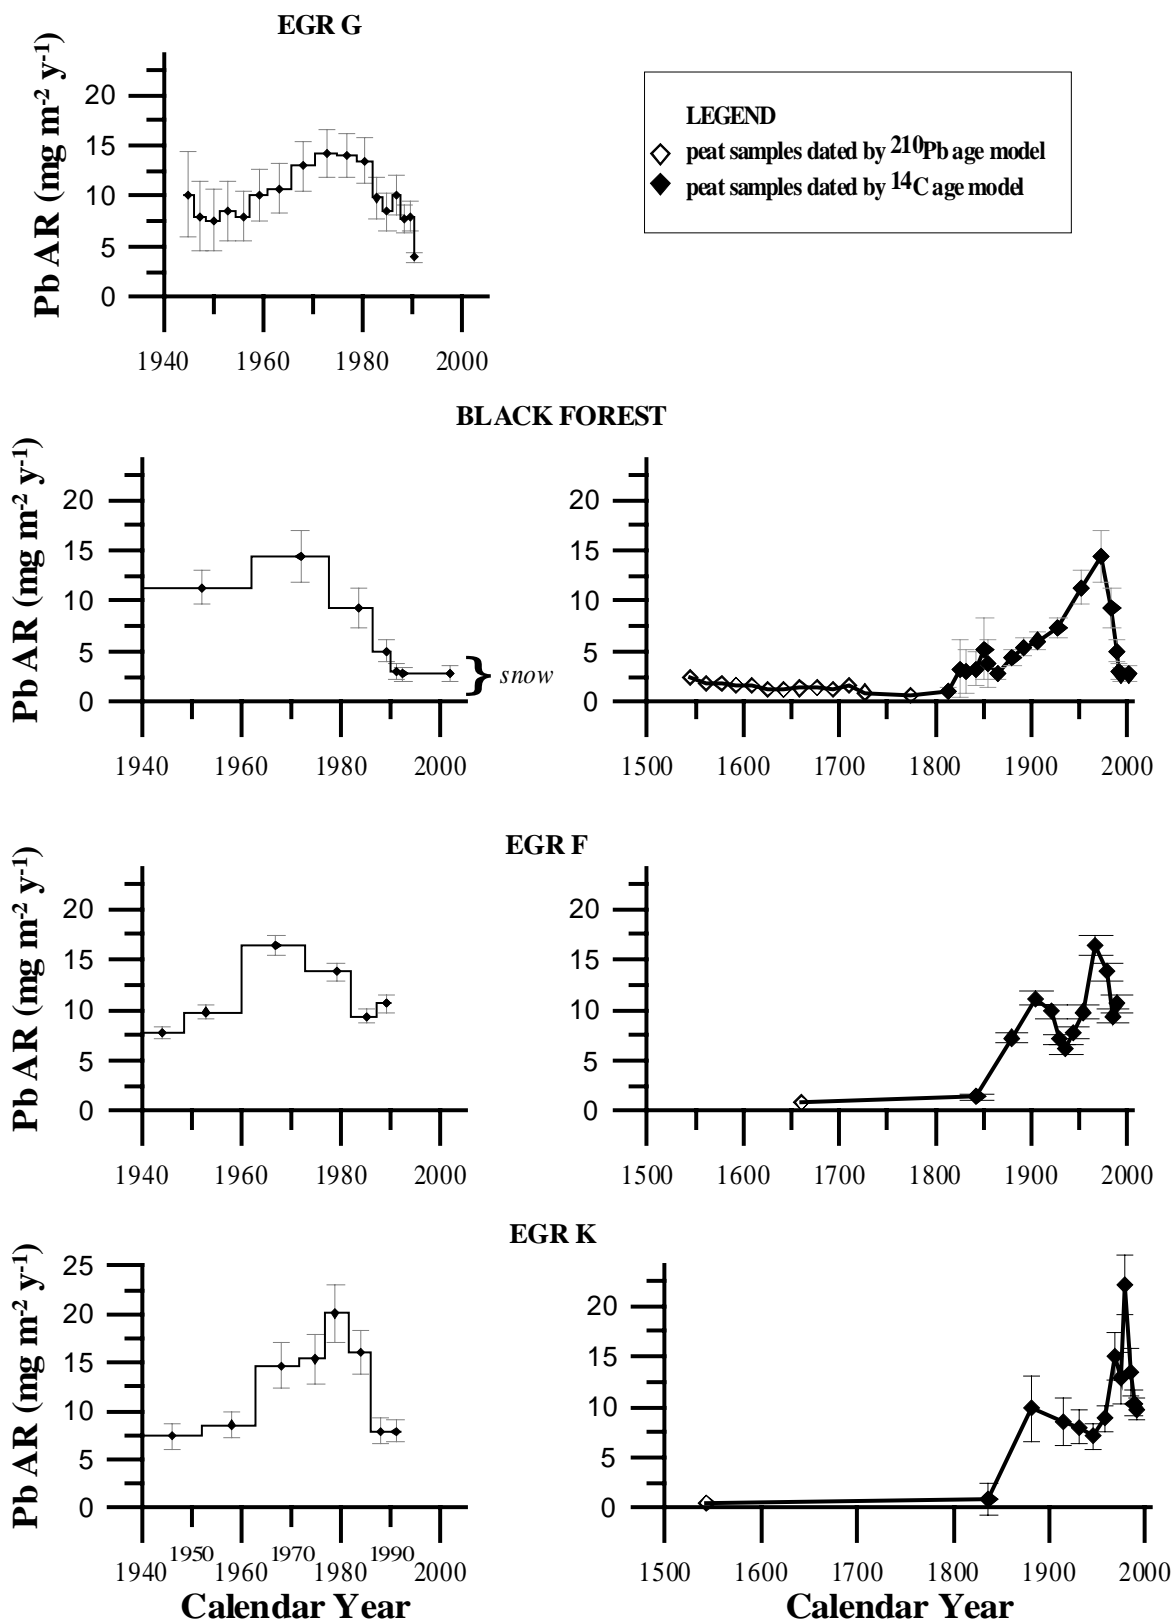 EGR G
Pb AR (mg m-2 y-1)
20
15
10
5
0
1940 1960 1980 2000
LEGEND
peat samples dated by 210Pb age model
peat samples dated by 14C age model
BLACK FOREST
Pb AR (mg m-2 y-1)
20
15
10
5
0
1940 1960 1980 2000
snow
20
15
10
5
0
1500 1600 1700 1800 1900 2000
EGR F
Pb AR (mg m-2 y-1)
20
15
10
5
0
1940 1960 1980 2000
20
15
10
5
0
1500 1600 1700 1800 1900 2000
EGR K
Pb AR (mg m-2 y-1)
25
20
15
10
5
0
1950 1970 1990
1940 1960 1980 2000
Calendar Year
20
15
10
5
0
1500 1600 1700 1800 1900 2000
Calendar Year